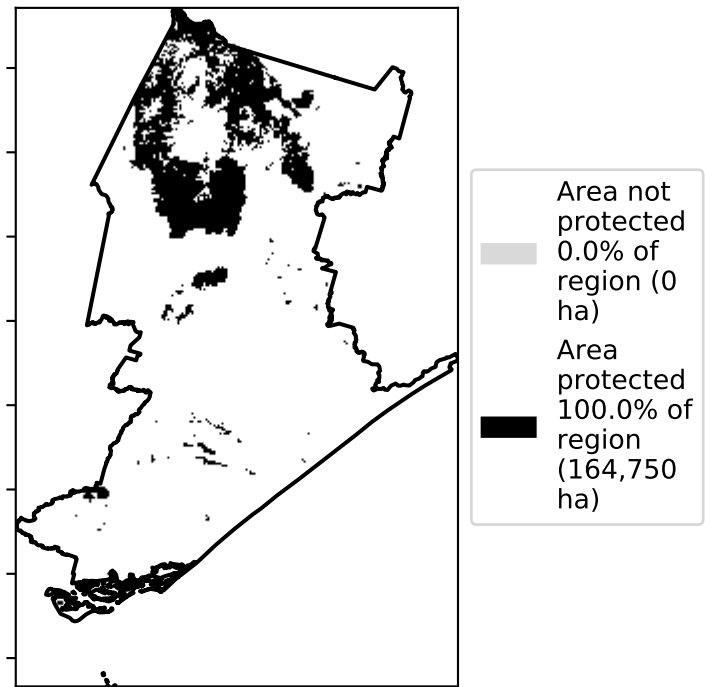 Area not
protected
0.0% of
region (0
ha)
Area
protected
100.0% of
region
(164,750
ha)